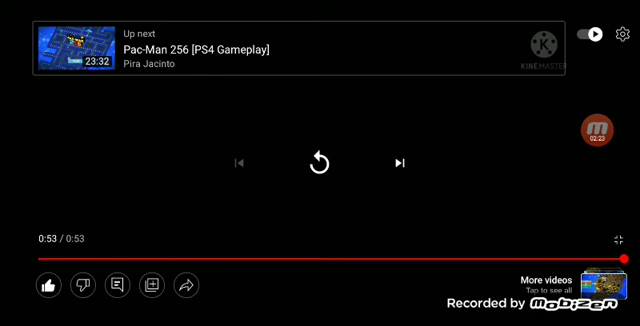 Up next
Pac-Man 256 [PS4 Gameplay]
Pira Jacinto
23:32
KINEMASTER
02:23
0:53 / 0:53
More videos
Tap to see all
Recorded by mobizen